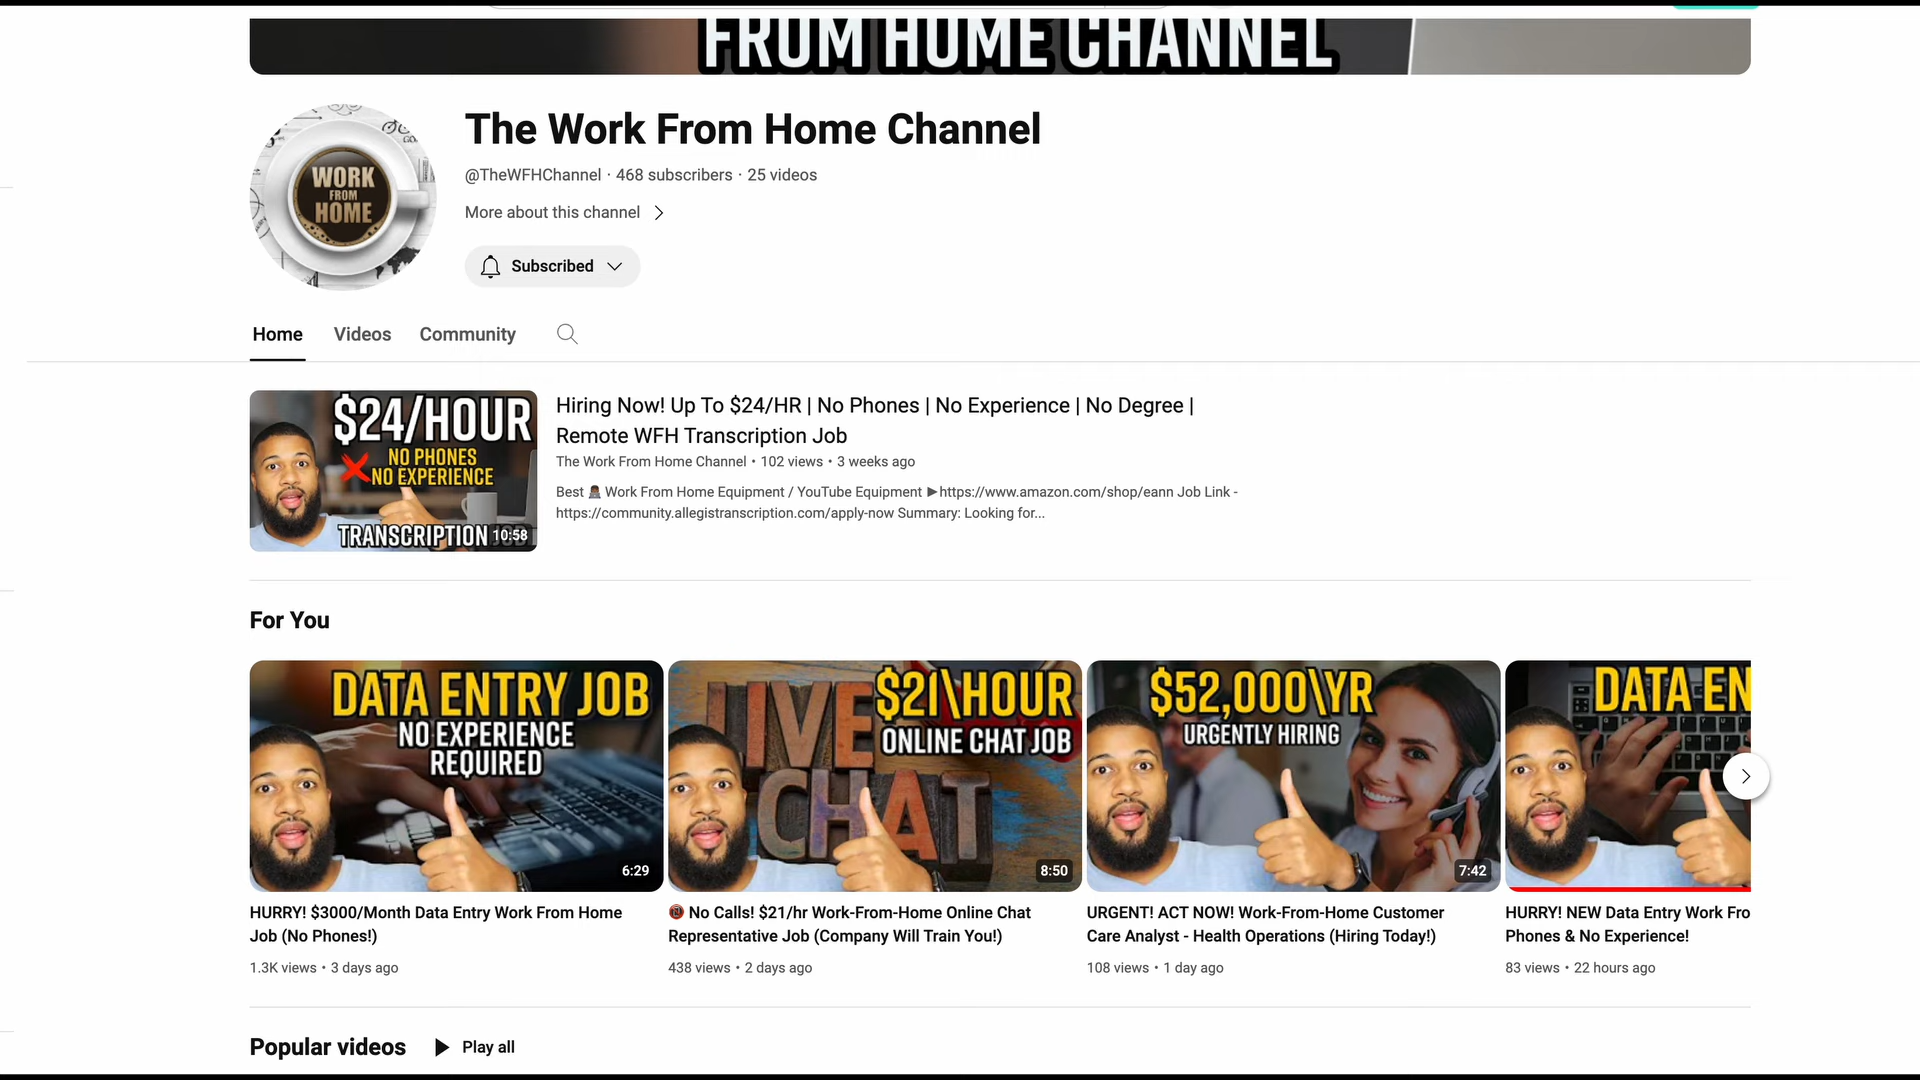 FROM HOME CHANNEL
WORK
FROM
HOME
The Work From Home Channel
@TheWFHChannel · 468 subscribers · 25 videos
More about this channel
Subscribed
Home Videos Community
$24/HOUR
NO PHONES
NO EXPERIENCE
TRANSCRIPTION JOB
10:58
Hiring Now! Up To $24/HR | No Phones | No Experience | No Degree |
Remote WFH Transcription Job
The Work From Home Channel • 102 views • 3 weeks ago
Best 👨🏾‍💻 Work From Home Equipment / YouTube Equipment ►https://www.amazon.com/shop/eann Job Link -
https://community.allegistranscription.com/apply-now Summary: Looking for...
For You
DATA ENTRY JOB
NO EXPERIENCE
REQUIRED
6:29
LIVE
CHAT
$21\HOUR
ONLINE CHAT JOB
8:50
$52,000\YR
URGENTLY HIRING
7:42
DATA EN
HURRY! $3000/Month Data Entry Work From Home
Job (No Phones!)
1.3K views • 3 days ago
📵 No Calls! $21/hr Work-From-Home Online Chat
Representative Job (Company Will Train You!)
438 views • 2 days ago
URGENT! ACT NOW! Work-From-Home Customer
Care Analyst - Health Operations (Hiring Today!)
108 views • 1 day ago
HURRY! NEW Data Entry Work Fro
Phones & No Experience!
83 views • 22 hours ago
Popular videos Play all